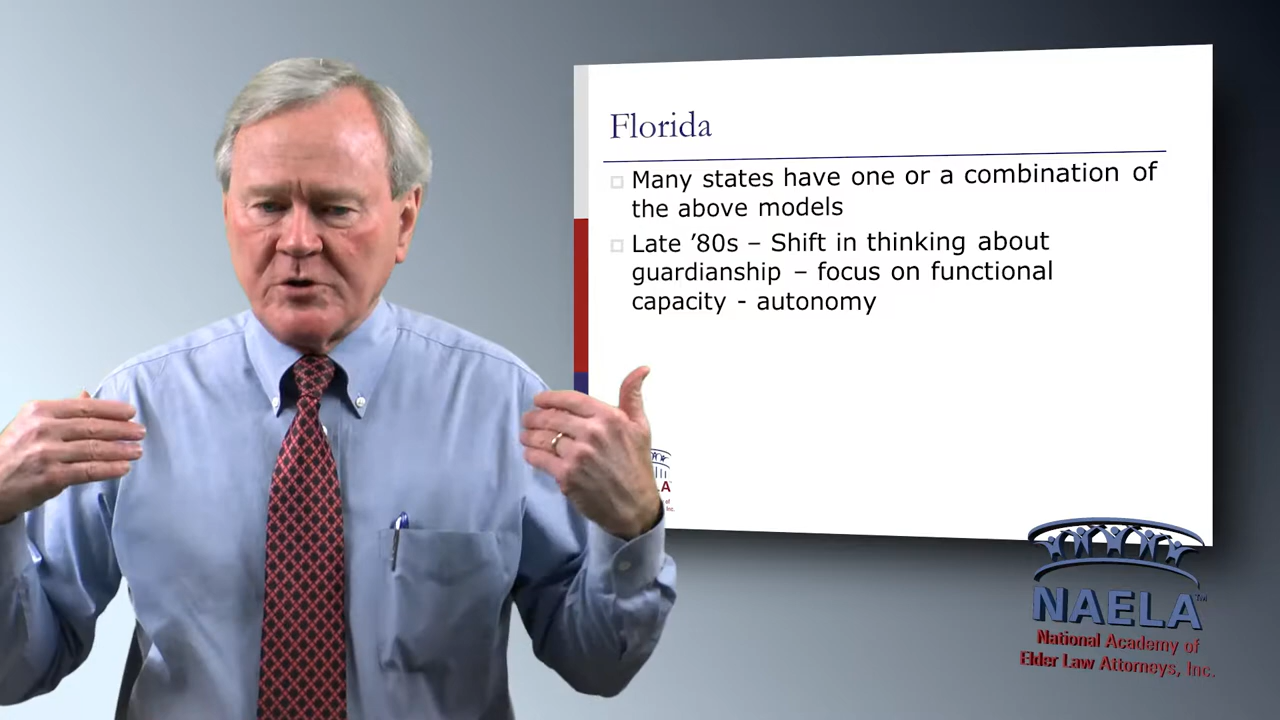 Florida
Many states have one or a combination of
the above models
Late ’80s – Shift in thinking about
guardianship – focus on functional
capacity - autonomy
NAELA
National Academy of
Elder Law Attorneys, Inc.